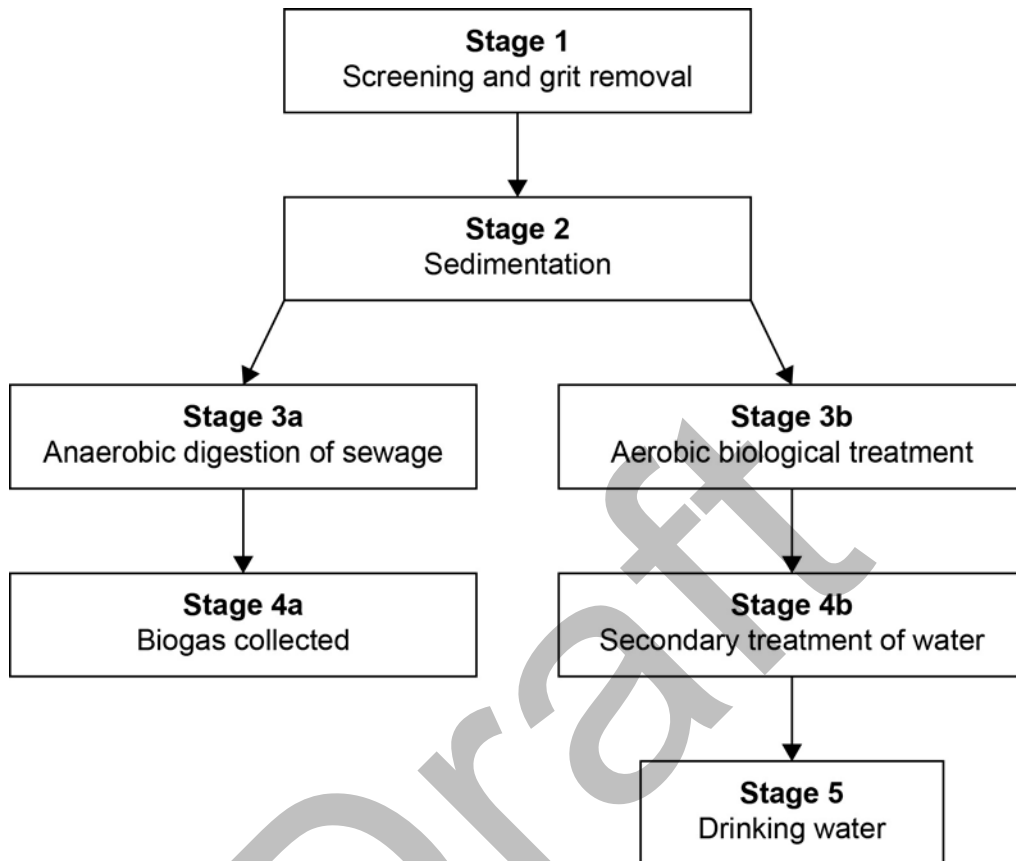 Stage 1
Screening and grit removal
Stage 2
Sedimentation
Stage 3a
Anaerobic digestion of sewage
Stage 3b
Aerobic biological treatment
Stage 4a
Biogas collected
Stage 4b
Secondary treatment of water
Stage 5
Drinking water
Draft